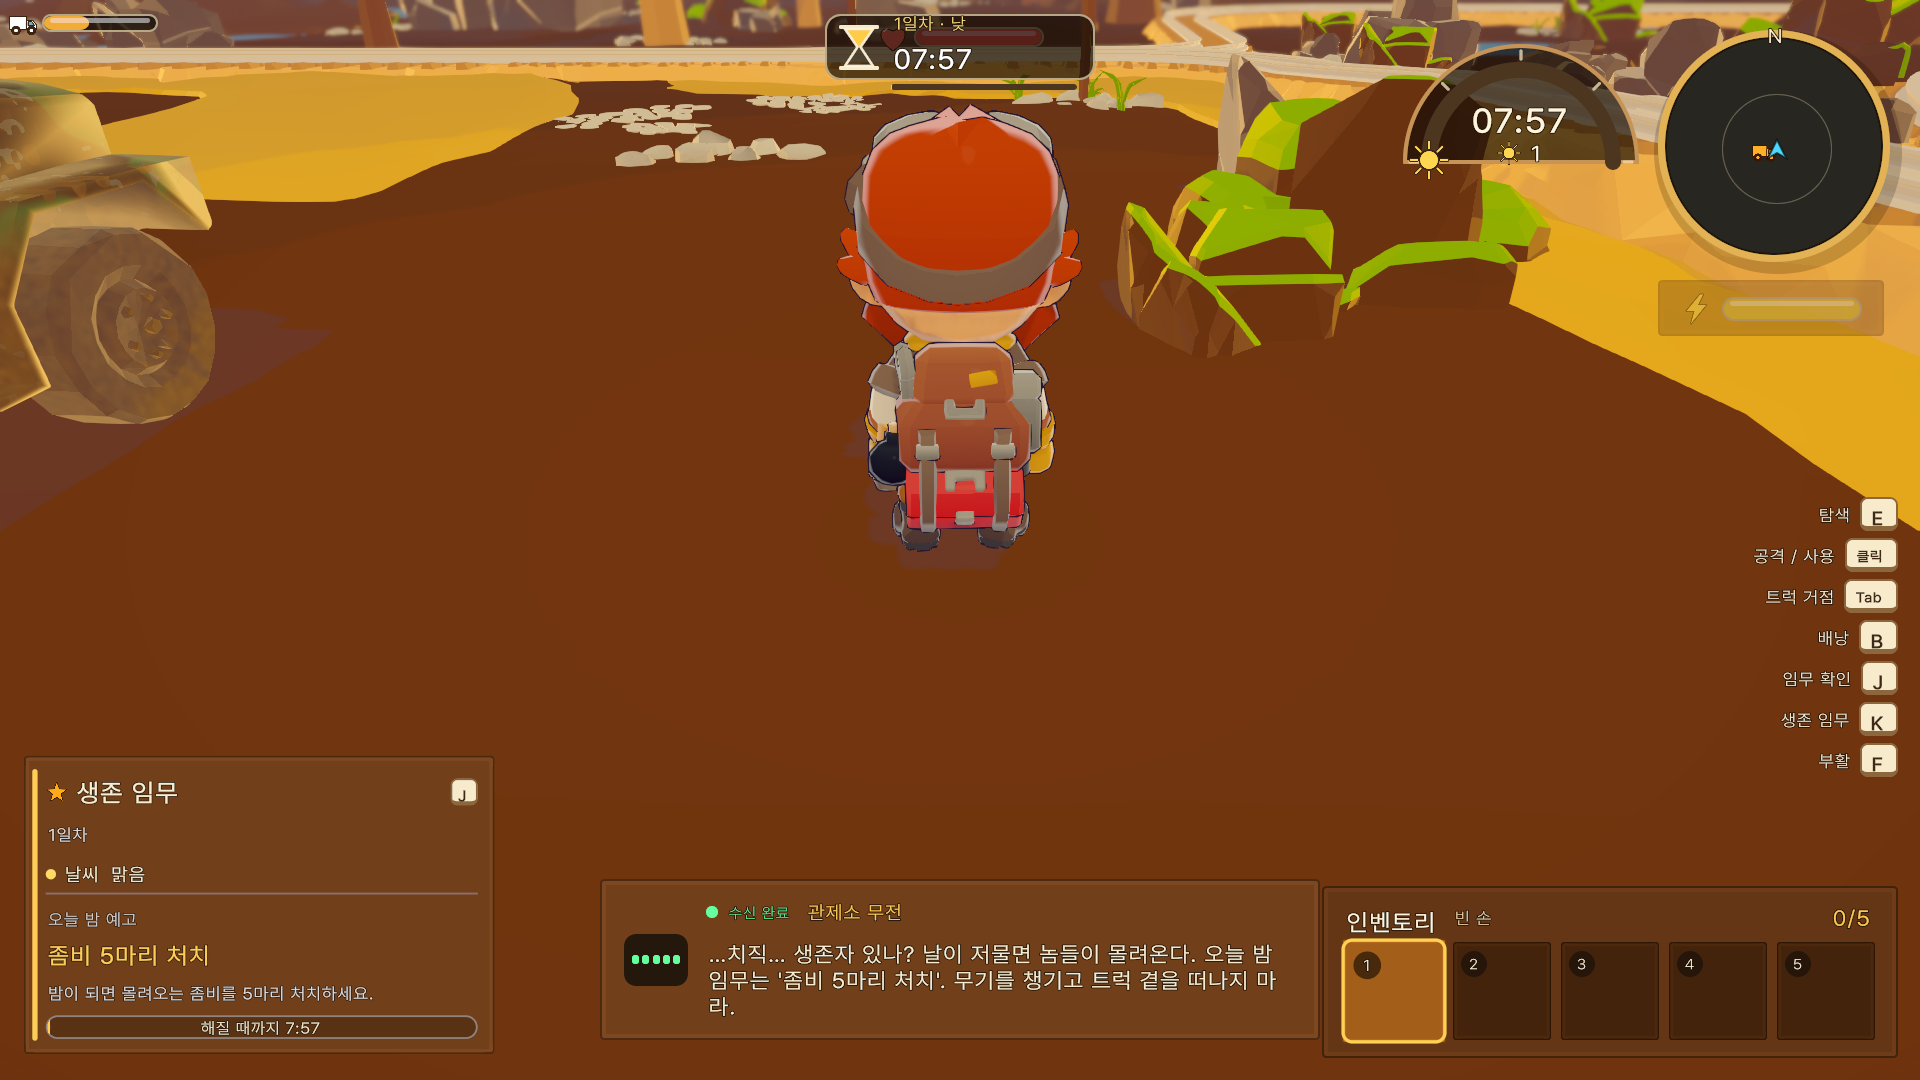 1일차 · 낮
07:57
N
07:57
1
탐색 E
공격 / 사용 클릭
트럭 거점 Tab
배낭 B
임무 확인 J
생존 임무 K
부활 F
생존 임무 J
1일차
날씨 맑음
오늘 밤 예고
좀비 5마리 처치
밤이 되면 몰려오는 좀비를 5마리 처치하세요.
해질 때까지 7:57
수신 완료 관제소 무전
...치직... 생존자 있나? 날이 저물면 놈들이 몰려온다. 오늘 밤
임무는 '좀비 5마리 처치'. 무기를 챙기고 트럭 곁을 떠나지 마
라.
인벤토리 빈 손 0/5
1 2 3 4 5